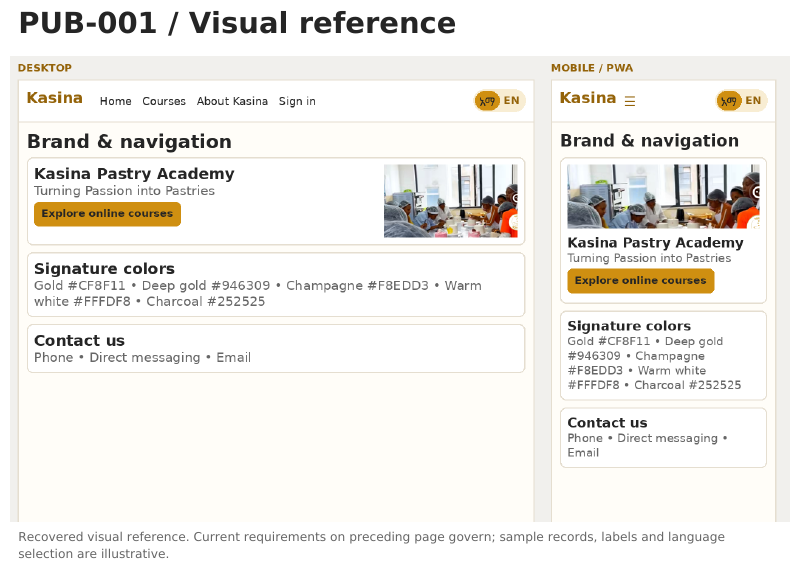 PUB-001 / Visual reference
DESKTOP
Kasina
Home Courses About Kasina Sign in
አማ EN
Brand & navigation
Kasina Pastry Academy
Turning Passion into Pastries
Explore online courses
Signature colors
Gold #CF8F11 • Deep gold #946309 • Champagne #F8EDD3 • Warm
white #FFFDF8 • Charcoal #252525
Contact us
Phone • Direct messaging • Email
MOBILE / PWA
Kasina ☰
አማ EN
Brand & navigation
Kasina Pastry Academy
Turning Passion into Pastries
Explore online courses
Signature colors
Gold #CF8F11 • Deep gold
#946309 • Champagne
#F8EDD3 • Warm white
#FFFDF8 • Charcoal #252525
Contact us
Phone • Direct messaging •
Email
Recovered visual reference. Current requirements on preceding page govern; sample records, labels and language
selection are illustrative.